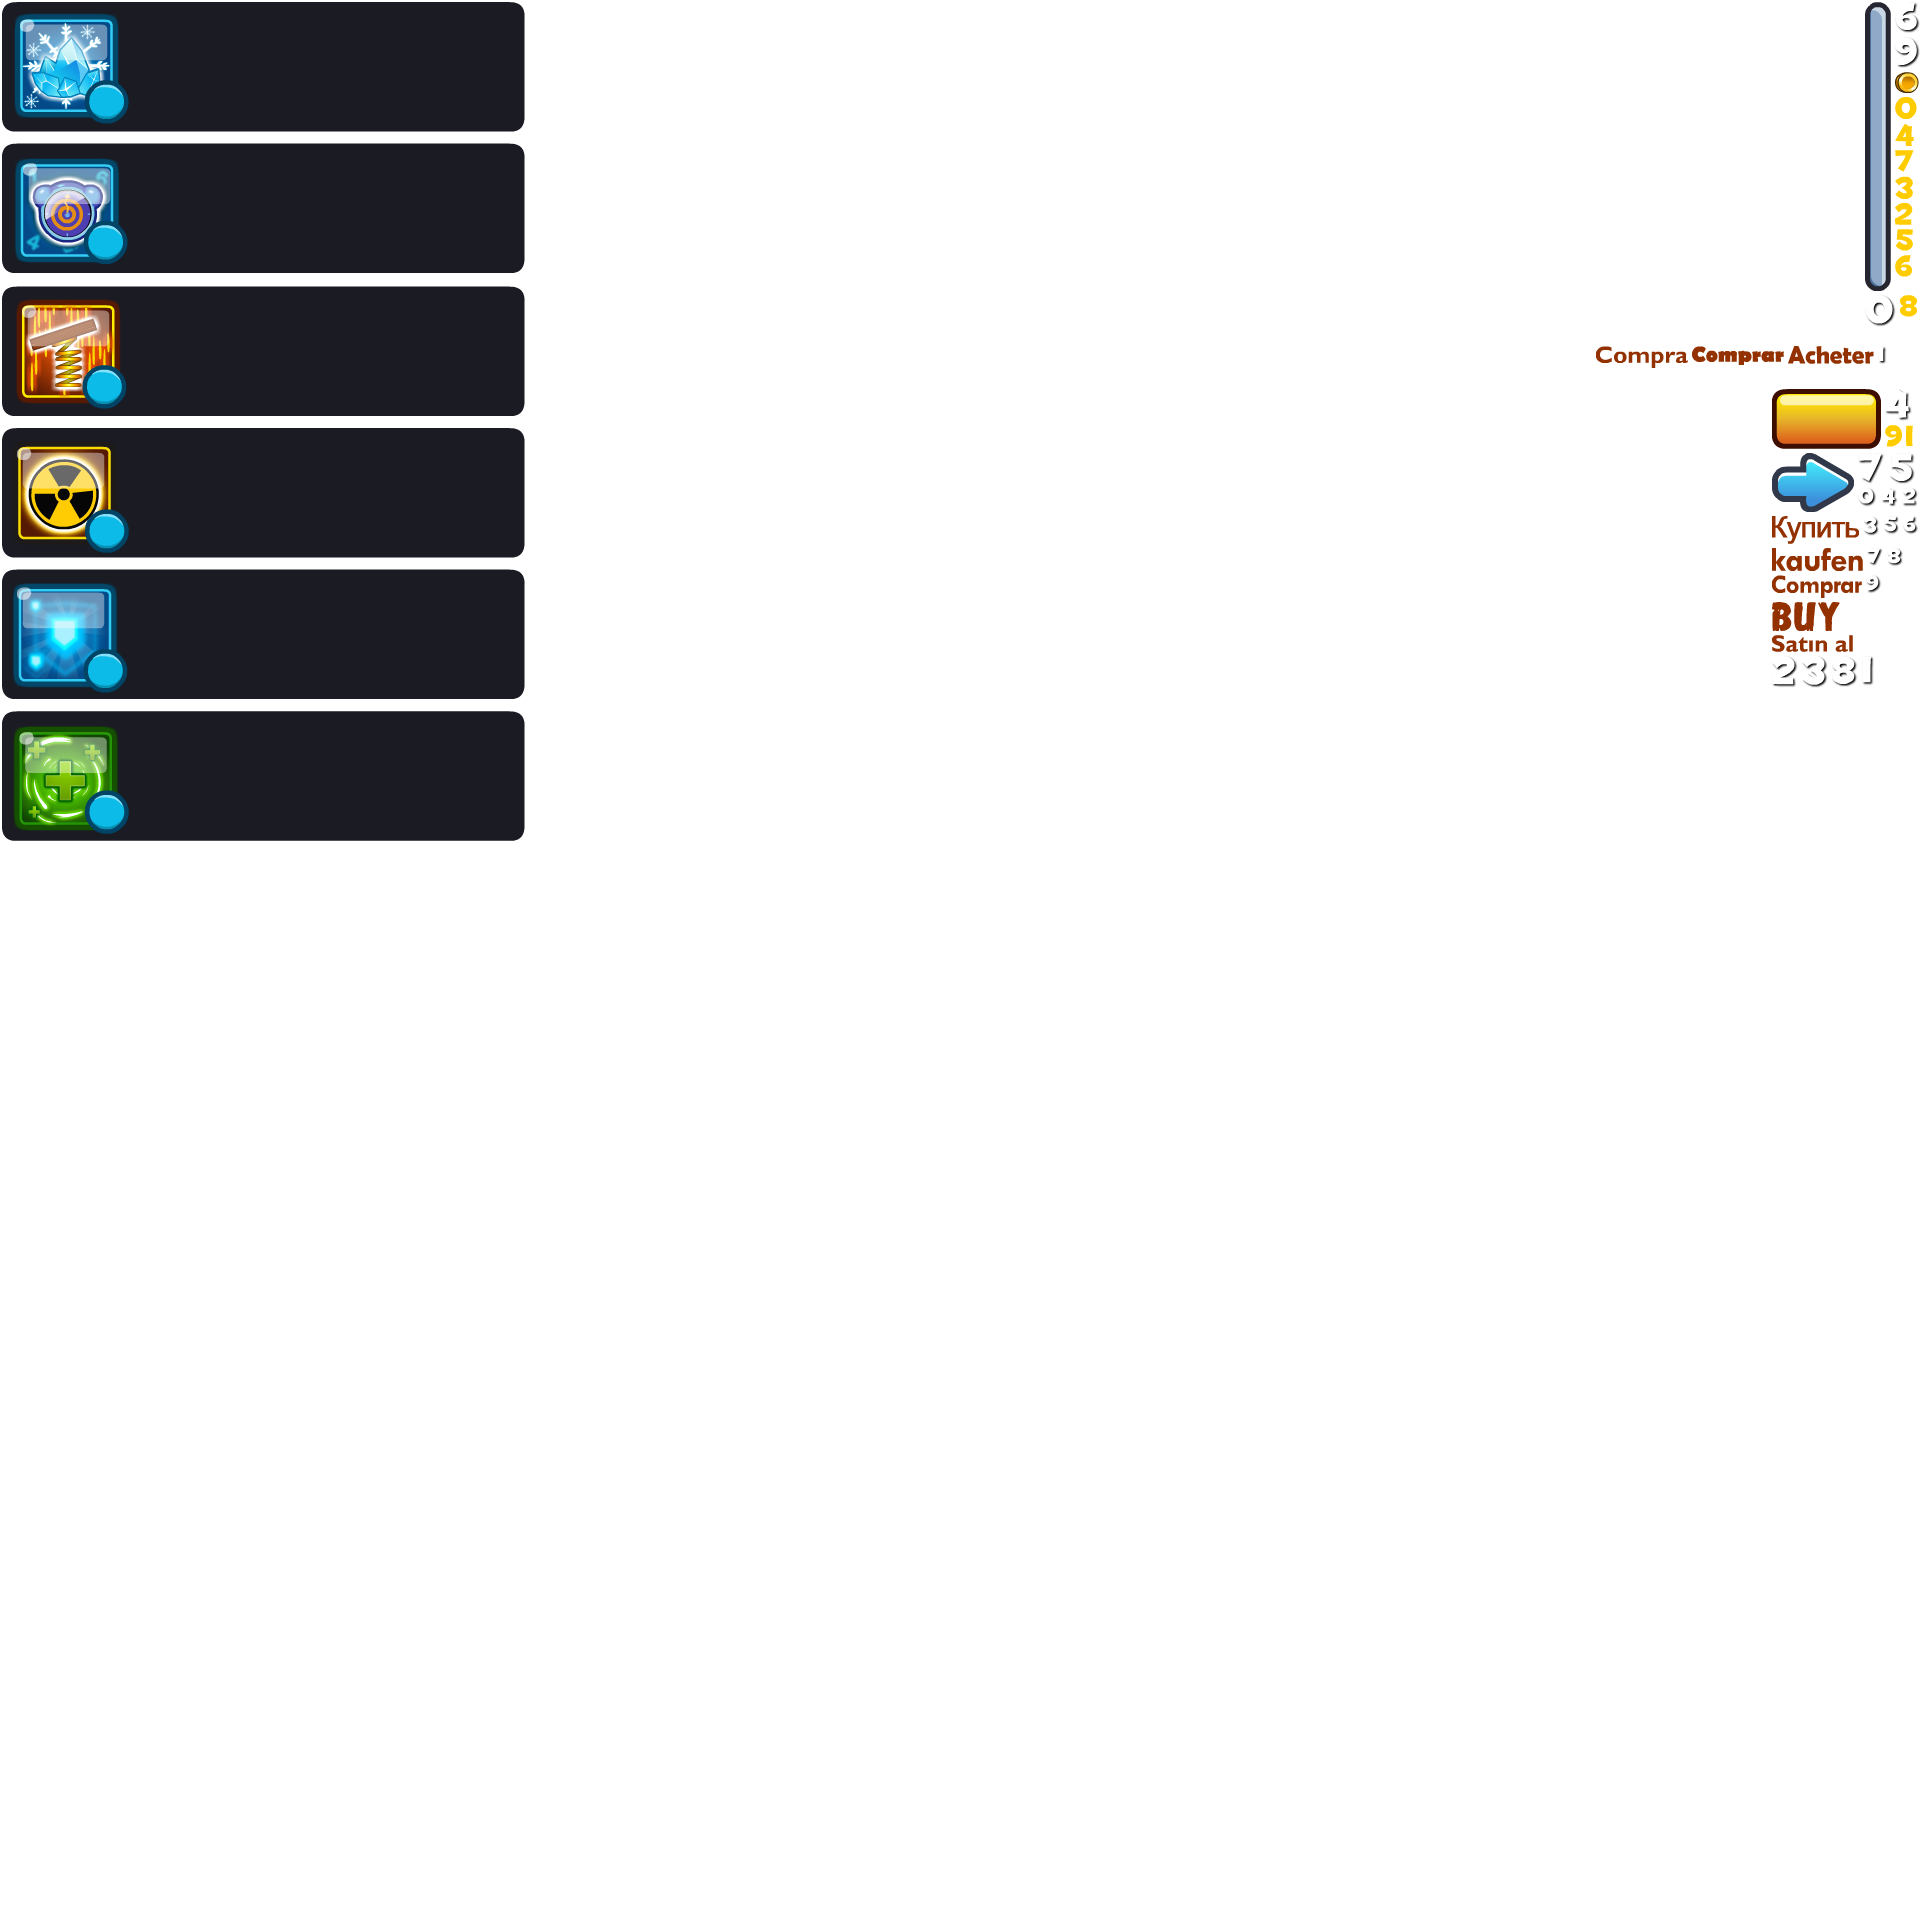 6
9
0
4
7
3
2
5
6
0 8
Compra Comprar Acheter 1
4
91
7 5
0 4 2
Купить 3 5 6
kaufen 7 8
Comprar 9
BUY
Satın al
2 3 8 1